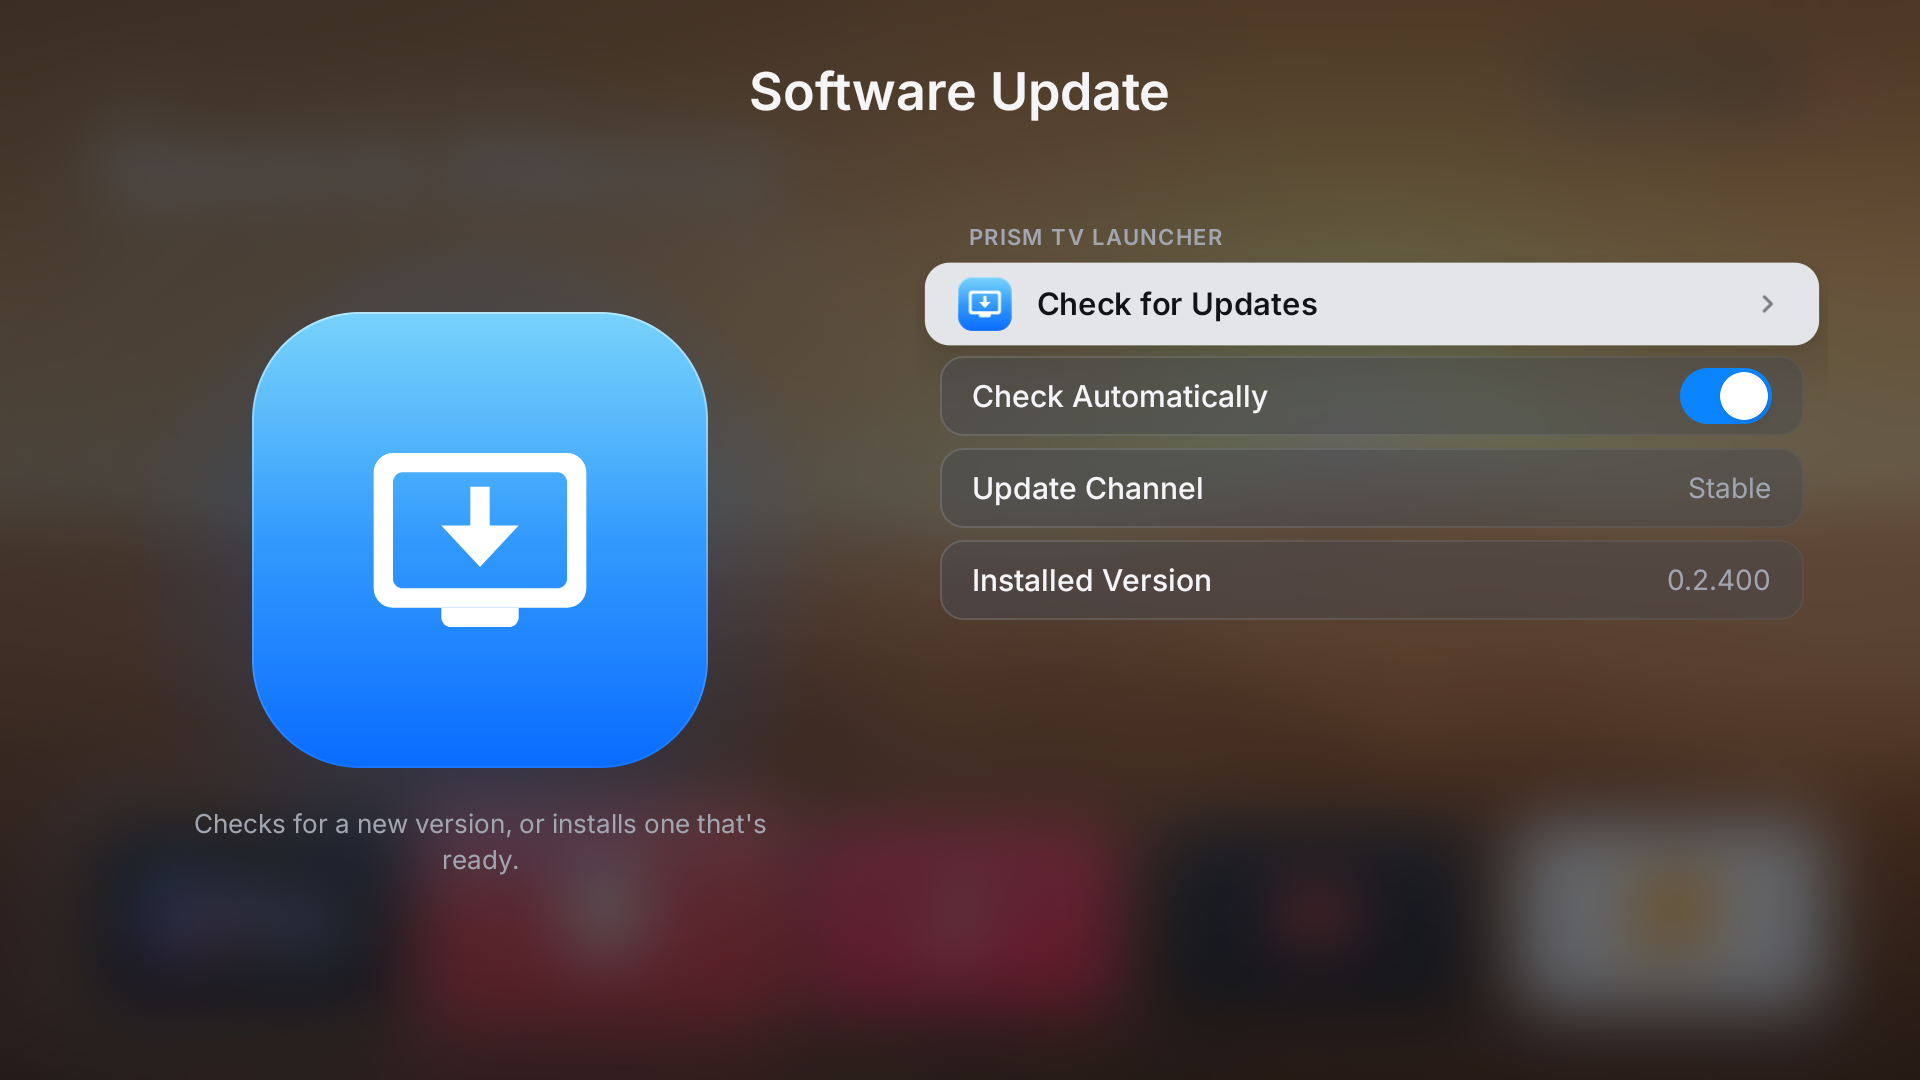 Software Update
PRISM TV LAUNCHER
Check for Updates
Check Automatically
Update Channel
Stable
Installed Version
0.2.400
Checks for a new version, or installs one that's
ready.